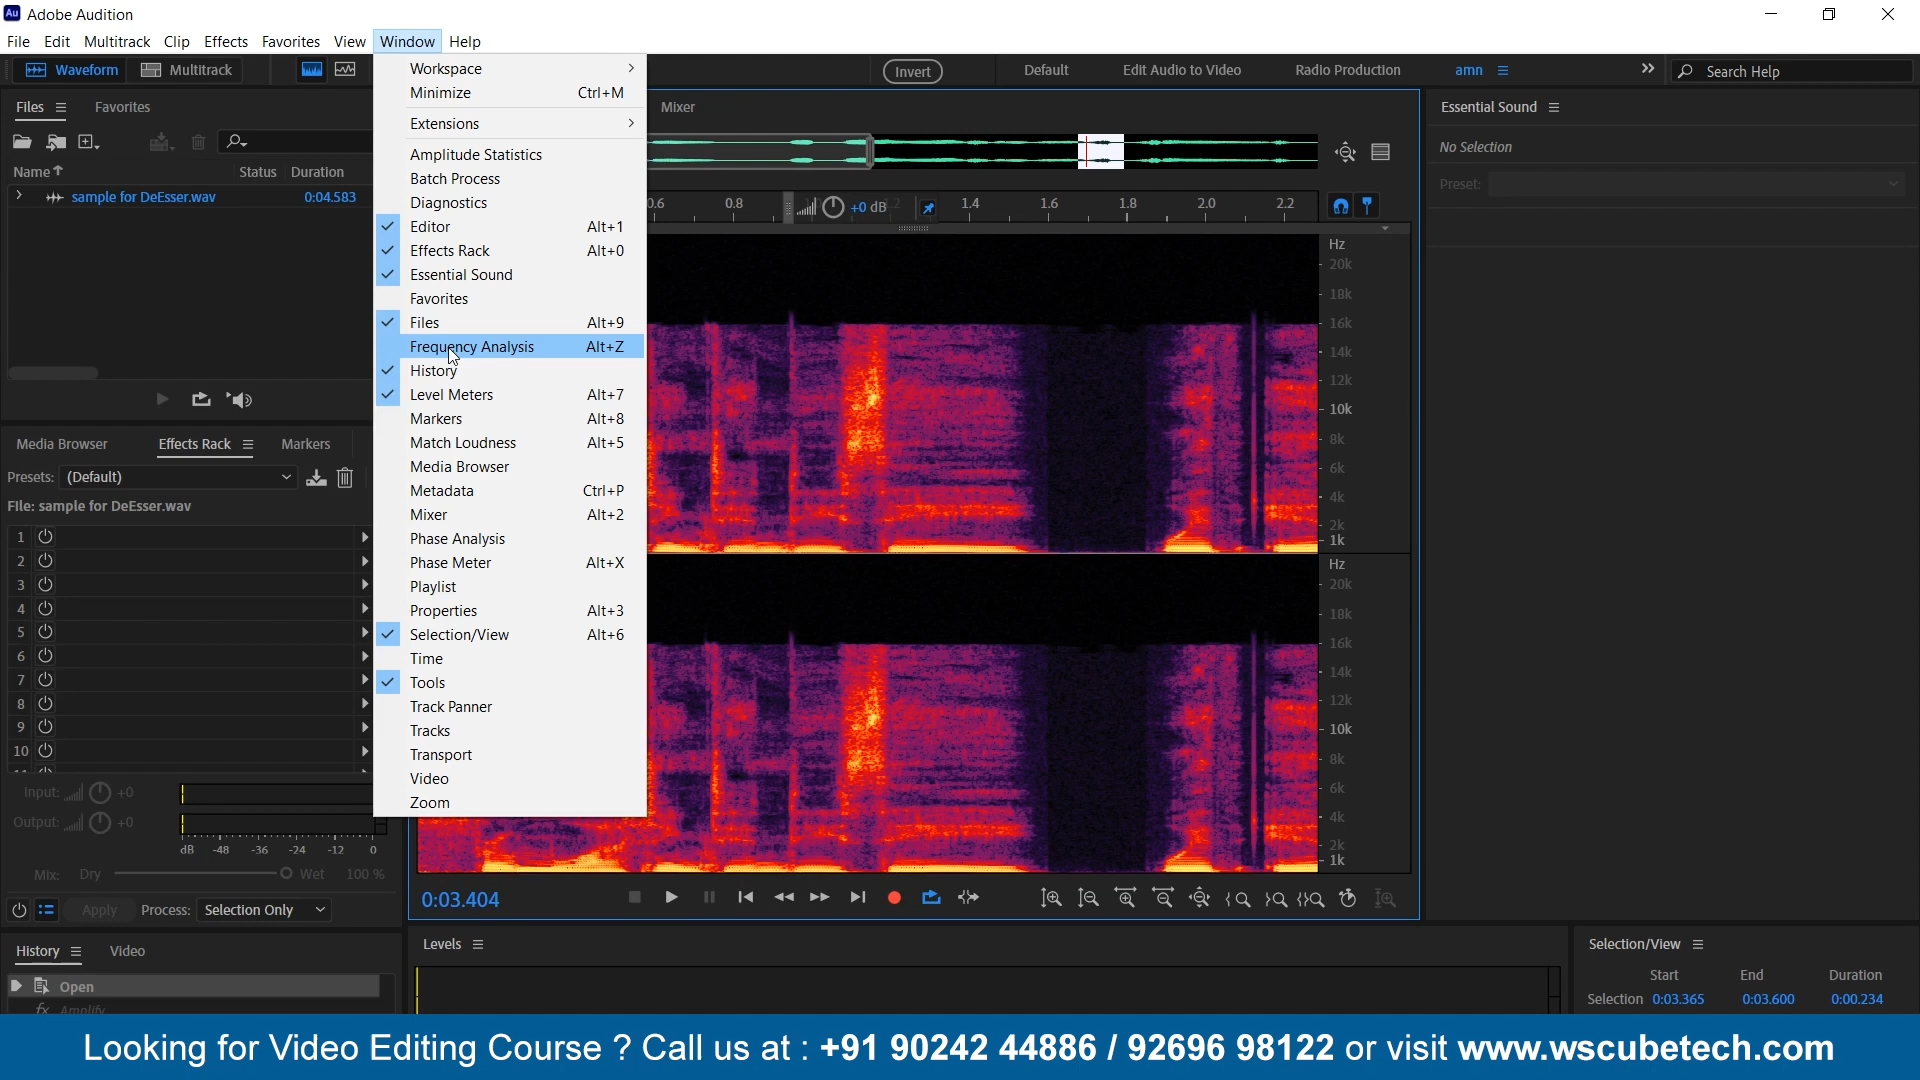 Au Adobe Audition
File Edit Multitrack Clip Effects Favorites View Window Help
Waveform Multitrack Invert Default Edit Audio to Video Radio Production amn Search Help
Workspace
Minimize Ctrl+M
Extensions
Amplitude Statistics
Batch Process
Diagnostics
Editor Alt+1
Effects Rack Alt+0
Essential Sound
Favorites
Files Alt+9
Frequency Analysis Alt+Z
History
Level Meters Alt+7
Markers Alt+8
Match Loudness Alt+5
Media Browser
Metadata Ctrl+P
Mixer Alt+2
Phase Analysis
Phase Meter Alt+X
Playlist
Properties Alt+3
Selection/View Alt+6
Time
Tools
Track Panner
Tracks
Transport
Video
Zoom
Files Favorites
Name Status Duration
sample for DeEsser.wav 0:04.583
Media Browser Effects Rack Markers
Presets: (Default)
File: sample for DeEsser.wav
1
2
3
4
5
6
7
8
9
10
Input: +0
Output: +0
dB -48 -36 -24 -12 0
Mix: Dry Wet 100 %
Apply Process: Selection Only
History Video
Open
fx Amplify
Mixer
0.6 0.8 +0 dB 1.4 1.6 1.8 2.0 2.2
Hz
20k
18k
16k
14k
12k
10k
8k
6k
4k
2k
1k
Hz
20k
18k
16k
14k
12k
10k
8k
6k
4k
2k
1k
0:03.404
Levels
Essential Sound
No Selection
Preset:
Selection/View
Start End Duration
Selection 0:03.365 0:03.600 0:00.234
Looking for Video Editing Course ? Call us at : +91 90242 44886 / 92696 98122 or visit www.wscubetech.com